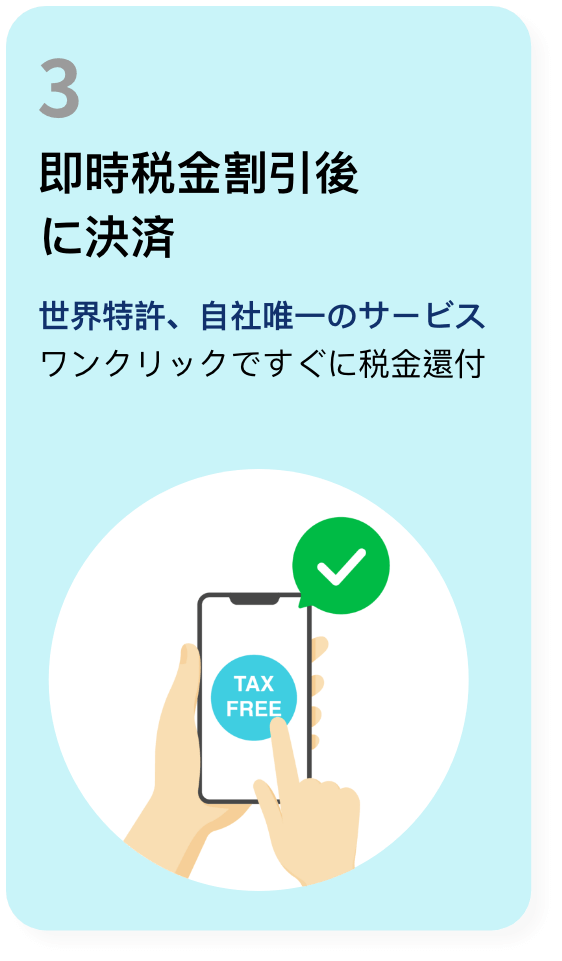 3
即時税金割引後
に決済
世界特許、自社唯一のサービス
ワンクリックですぐに税金還付
TAX
FREE